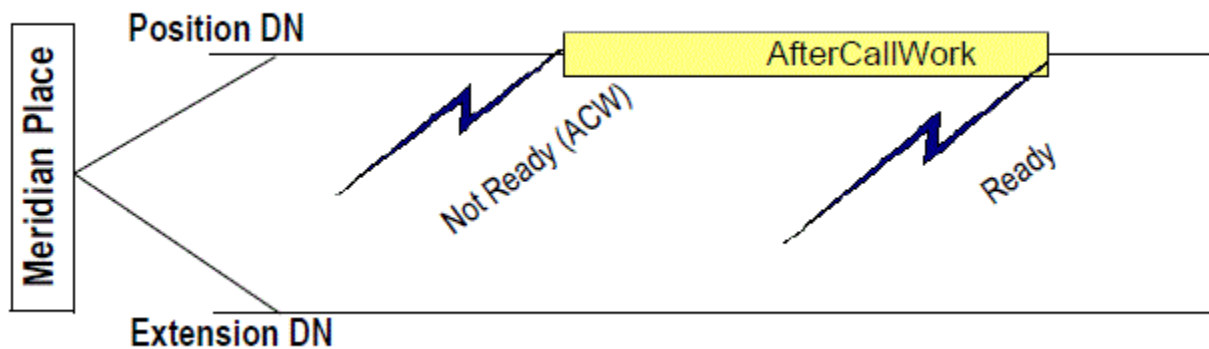 Meridian Place
Position DN
AfterCallWork
Not Ready (ACW)
Ready
Extension DN